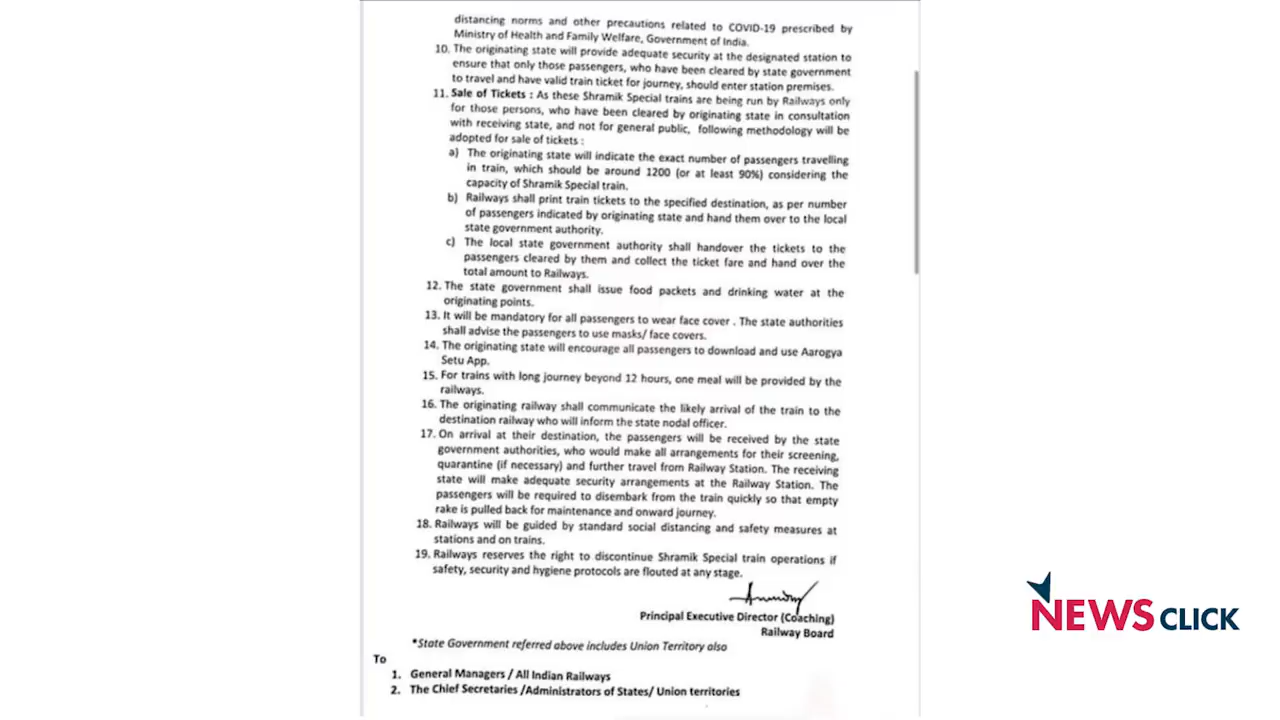 distancing norms and other precautions related to COVID-19 prescribed by
Ministry of Health and Family Welfare, Government of India.
10. The originating state will provide adequate security at the designated station to
ensure that only those passengers, who have been cleared by state government
to travel and have valid train ticket for journey, should enter station premises.
11. Sale of Tickets : As these Shramik Special trains are being run by Railways only
for those persons, who have been cleared by originating state in consultation
with receiving state, and not for general public, following methodology will be
adopted for sale of tickets :
a) The originating state will indicate the exact number of passengers travelling
in train, which should be around 1200 (or at least 90%) considering the
capacity of Shramik Special train.
b) Railways shall print train tickets to the specified destination, as per number
of passengers indicated by originating state and hand them over to the local
state government authority.
c) The local state government authority shall handover the tickets to the
passengers cleared by them and collect the ticket fare and hand over the
total amount to Railways.
12. The state government shall issue food packets and drinking water at the
originating points.
13. It will be mandatory for all passengers to wear face cover . The state authorities
shall advise the passengers to use masks/ face covers.
14. The originating state will encourage all passengers to download and use Aarogya
Setu App.
15. For trains with long journey beyond 12 hours, one meal will be provided by the
railways.
16. The originating railway shall communicate the likely arrival of the train to the
destination railway who will inform the state nodal officer.
17. On arrival at their destination, the passengers will be received by the state
government authorities, who would make all arrangements for their screening,
quarantine (if necessary) and further travel from Railway Station. The receiving
state will make adequate security arrangements at the Railway Station. The
passengers will be required to disembark from the train quickly so that empty
rake is pulled back for maintenance and onward journey.
18. Railways will be guided by standard social distancing and safety measures at
stations and on trains.
19. Railways reserves the right to discontinue Shramik Special train operations if
safety, security and hygiene protocols are flouted at any stage.
Principal Executive Director (Coaching)
Railway Board
*State Government referred above includes Union Territory also
To
1. General Managers / All Indian Railways
2. The Chief Secretaries /Administrators of States/ Union territories
NEWSCLICK